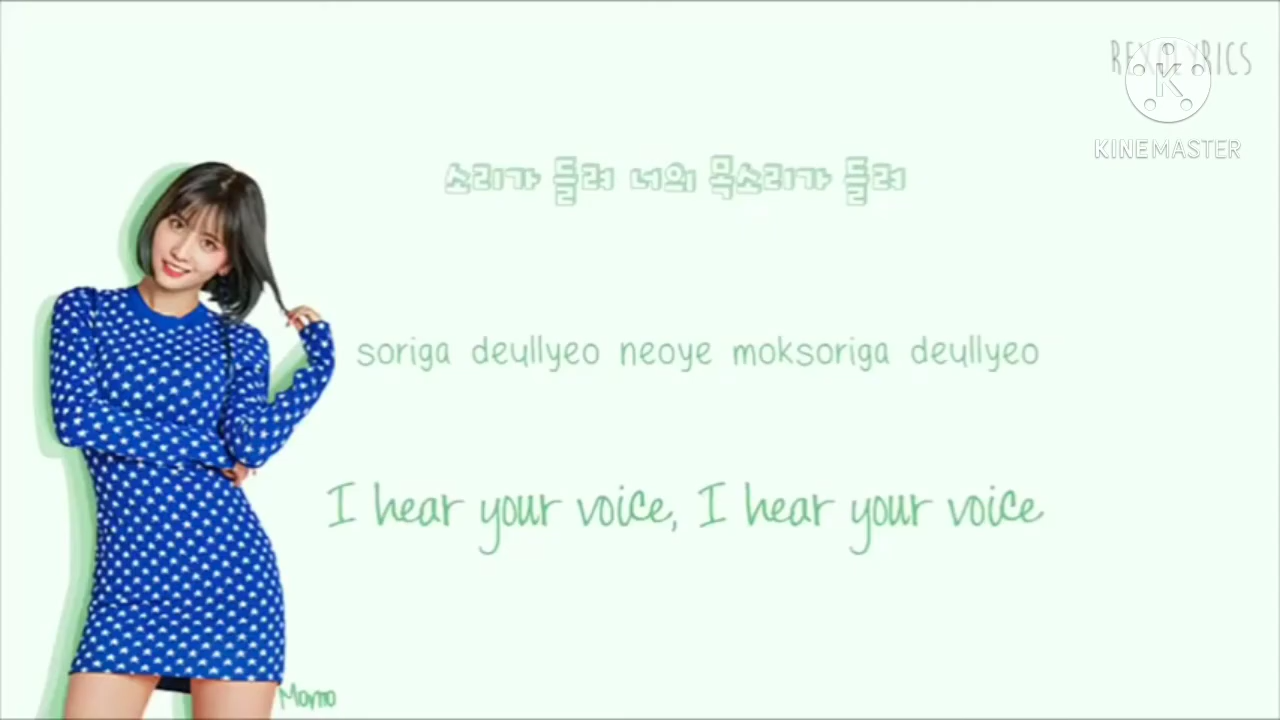 REXALYRICS
K
KINEMASTER
소리가 들려 너의 목소리가 들려
soriga deullyeo neoye moksoriga deullyeo
I hear your voice, I hear your voice
Momo